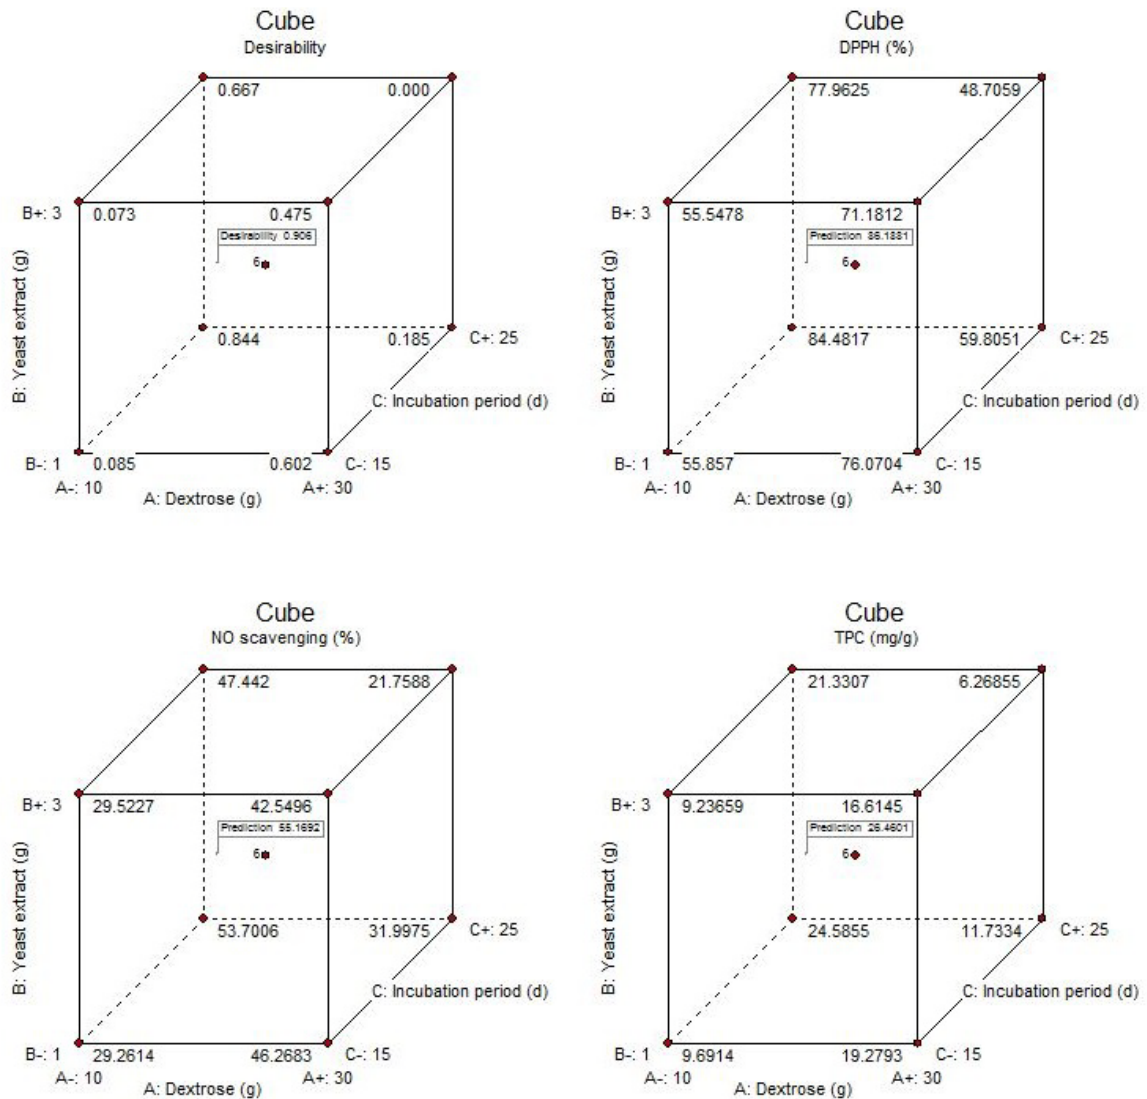 Cube
Desirability
0.667 0.000
B+: 3 0.073 0.475
Desirability 0.906
6
B: Yeast extract (g)
0.844 0.185 C+: 25
C: Incubation period (d)
B-: 1 0.085 0.602 C-: 15
A-: 10 A+: 30
A: Dextrose (g)
Cube
DPPH (%)
77.9625 48.7059
B+: 3 55.5478 71.1812
Prediction 86.1881
6
B: Yeast extract (g)
84.4817 59.8051 C+: 25
C: Incubation period (d)
B-: 1 55.857 76.0704 C-: 15
A-: 10 A+: 30
A: Dextrose (g)
Cube
NO scavenging (%)
47.442 21.7588
B+: 3 29.5227 42.5496
Prediction 55.1692
6
B: Yeast extract (g)
53.7006 31.9975 C+: 25
C: Incubation period (d)
B-: 1 29.2614 46.2683 C-: 15
A-: 10 A+: 30
A: Dextrose (g)
Cube
TPC (mg/g)
21.3307 6.26855
B+: 3 9.23659 16.6145
Prediction 26.4601
6
B: Yeast extract (g)
24.5855 11.7334 C+: 25
C: Incubation period (d)
B-: 1 9.6914 19.2793 C-: 15
A-: 10 A+: 30
A: Dextrose (g)